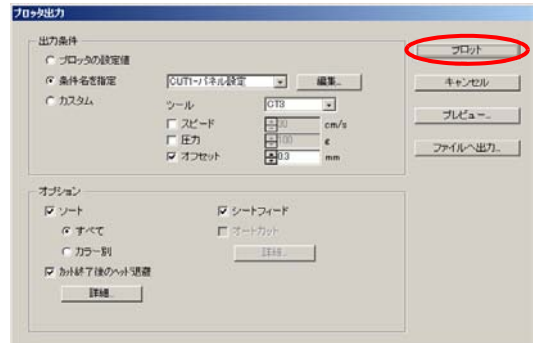 プロッタ出力
出力条件
プロッタの設定値
条件名を指定
CUT1-パネル設定
編集...
カスタム
ツール
CT3
スピード
30
cm/s
圧力
100
g
オフセット
0.3
mm
オプション
ソート
すべて
カラー別
カット終了後のヘッド退避
詳細...
シートフィード
オートカット
詳細...
プロット
キャンセル
プレビュー...
ファイルへ出力...